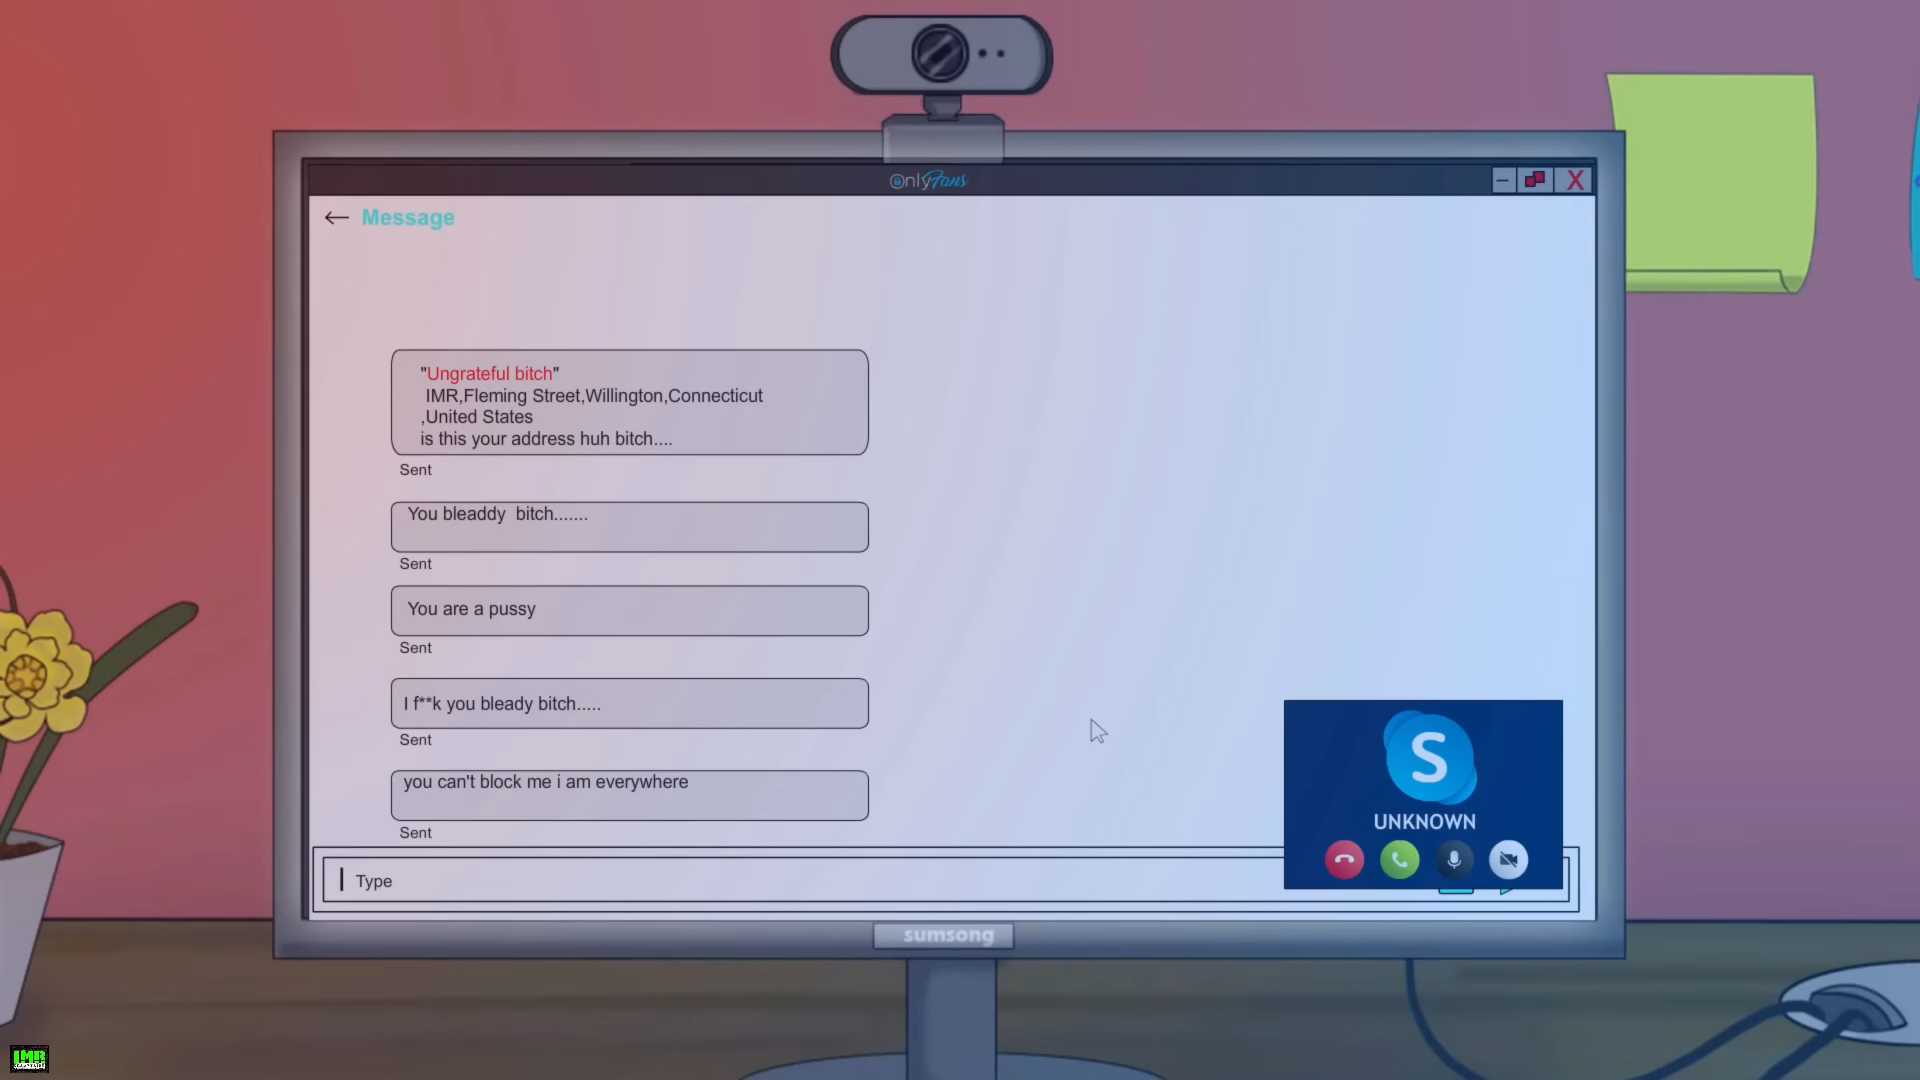 OnlyFans
Message
"Ungrateful bitch"
IMR,Fleming Street,Willington,Connecticut
,United States
is this your address huh bitch....
Sent
You bleaddy  bitch.......
Sent
You are a pussy
Sent
I f**k you bleady bitch.....
Sent
you can't block me i am everywhere
Sent
S
UNKNOWN
Type
sumsong
IMR